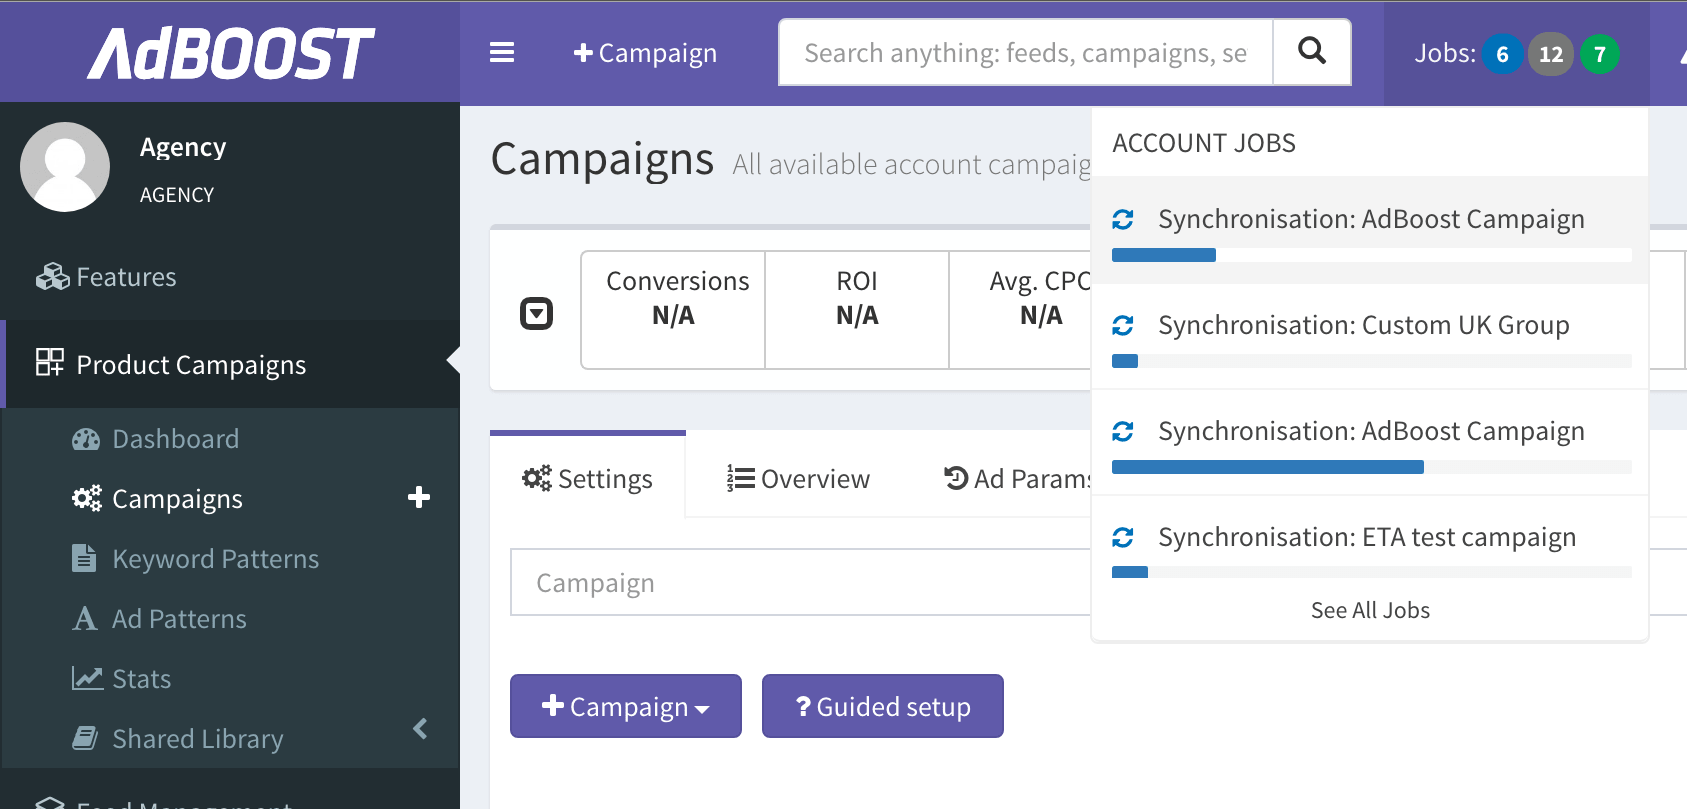 AdBOOST
Campaign
Search anything: feeds, campaigns, se
Jobs: 6 12 7
Agency
AGENCY
Features
Product Campaigns
Dashboard
Campaigns
Keyword Patterns
Ad Patterns
Stats
Shared Library
Feed Management
Campaigns All available account campaig
Conversions
N/A
ROI
N/A
Avg. CPC
N/A
Settings
Overview
Ad Params
Campaign
Campaign
? Guided setup
ACCOUNT JOBS
Synchronisation: AdBoost Campaign
Synchronisation: Custom UK Group
Synchronisation: AdBoost Campaign
Synchronisation: ETA test campaign
See All Jobs